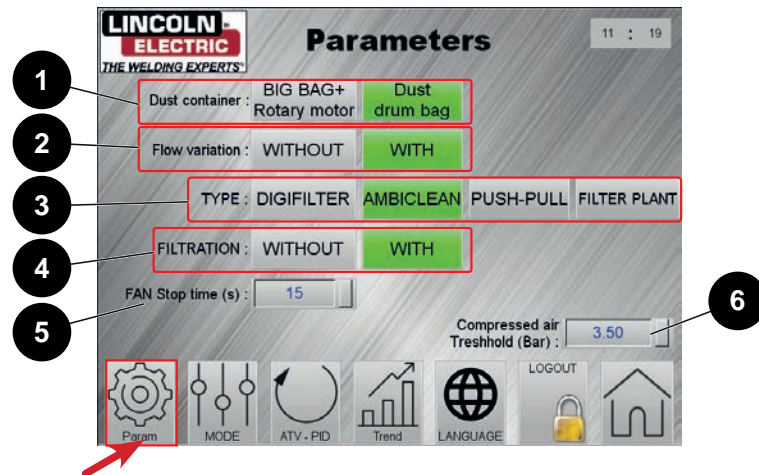 LINCOLN
ELECTRIC
THE WELDING EXPERTS®
Parameters
11 : 19
1
Dust container : BIG BAG+ Rotary motor Dust drum bag
2
Flow variation : WITHOUT WITH
3
TYPE : DIGIFILTER AMBICLEAN PUSH-PULL FILTER PLANT
4
FILTRATION : WITHOUT WITH
5
FAN Stop time (s) : 15
6
Compressed air
Treshhold (Bar) : 3.50
Param MODE ATV - PID Trend LANGUAGE LOGOUT